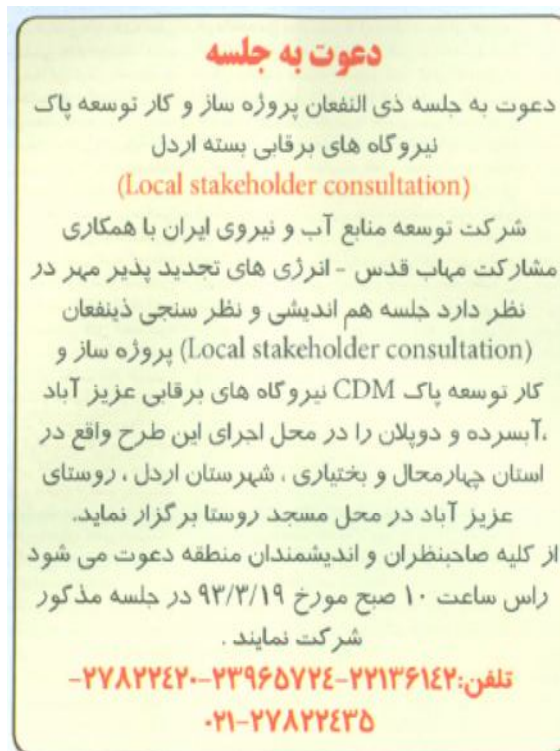 دعوت به جلسه
دعوت به جلسه ذی النفعان پروژه ساز و کار توسعه پاک
نیروگاه های برقابی بسته اردل
(Local stakeholder consultation)
شرکت توسعه منابع آب و نیروی ایران با همکاری
مشارکت مهاب قدس - انرژی های تجدید پذیر مهر در
نظر دارد جلسه هم اندیشی و نظر سنجی ذینفعان
(Local stakeholder consultation) پروژه ساز و
کار توسعه پاک CDM نیروگاه های برقابی عزیز آباد
،آبسرده و دوپلان را در محل اجرای این طرح واقع در
استان چهارمحال و بختیاری ، شهرستان اردل ، روستای
عزیز آباد در محل مسجد روستا برگزار نماید.
از کلیه صاحبنظران و اندیشمندان منطقه دعوت می شود
راس ساعت ۱۰ صبح مورخ ۹۳/۳/۱۹ در جلسه مذکور
شرکت نمایند .
تلفن:۲۲۱۳۶۱۴۲-۲۳۹۶۵۷۲۴-۲۷۸۲۲۴۲۰-
۰۲۱-۲۷۸۲۲۴۳۵